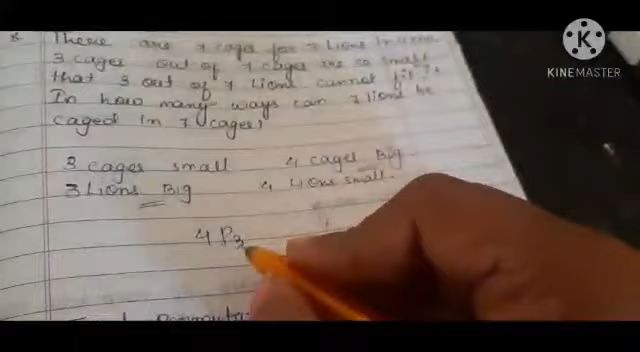 There are 7 cages for 7 Lions in
3 cages out of 7 cages are so small
that 3 out of 7 Lions cannot fit
In how many ways can 7 lions be
caged in 7 cages?
3 cages small 4 cages Big.
3 Lions Big 4 Lions small.
4P3
KINEMASTER